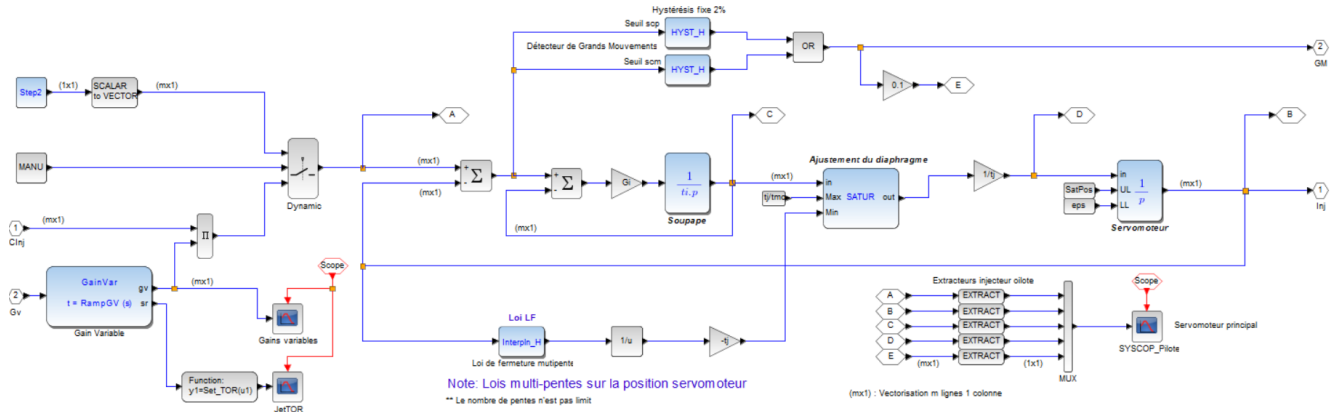 Hystérésis fixe 2%
Seuil scp
HYST_H
Détecteur de Grands Mouvements
OR
2
GM
Seuil scm
HYST_H
0.1
E
Step2
(1x1)
SCALAR
to VECTOR
(mx1)
A
C
D
B
MANU
Dynamic
(mx1)
+
-
Σ
(mx1)
+
-
Σ
Gi
1
ti.p
Soupape
(mx1)
(mx1)
Ajustement du diaphragme
in
Max
Min
SATUR
out
tj/tmo
1/tj
SatPos
eps
in
UL
LL
1
p
Servomoteur
(mx1)
1
Inj
1
CInj
(mx1)
Π
2
Gv
GainVar
t = RampGV (s)
gv
sr
Gain Variable
(mx1)
Scope
Gains variables
Function:
y1=Set_TOR(u1)
JetTOR
Loi LF
Interpln_H
Loi de fermeture mutipente
1/u
-tj
Note: Lois multi-pentes sur la position servomoteur
** Le nombre de pentes n'est pas limit
Extracteurs injecteur oilote
A
EXTRACT
B
EXTRACT
C
EXTRACT
D
EXTRACT
E
(mx1)
EXTRACT
(1x1)
MUX
Scope
SYSCOP_Pilote
Servomoteur principal
(mx1) : Vectorisation m lignes 1 colonne